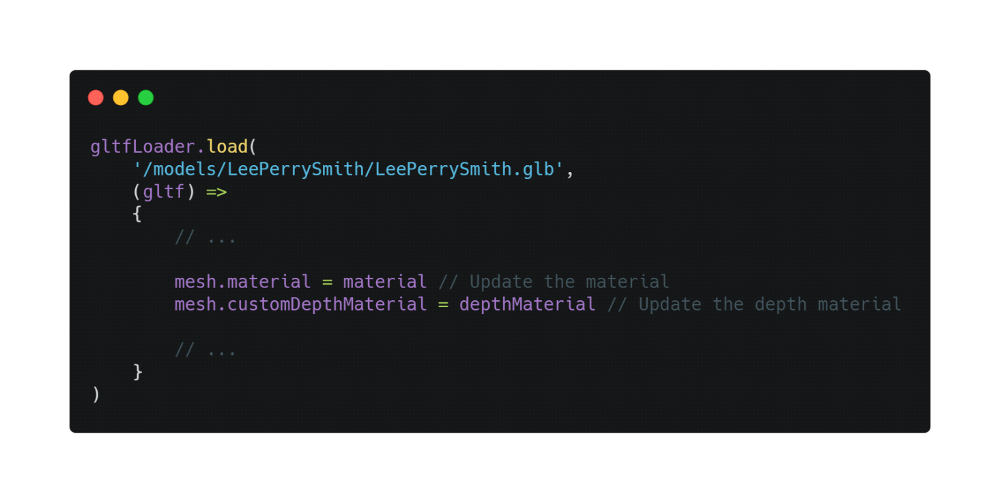 gltfLoader.load(
    '/models/LeePerrySmith/LeePerrySmith.glb',
    (gltf) =>
    {
        // ...

        mesh.material = material // Update the material
        mesh.customDepthMaterial = depthMaterial // Update the depth material

        // ...
    }
)